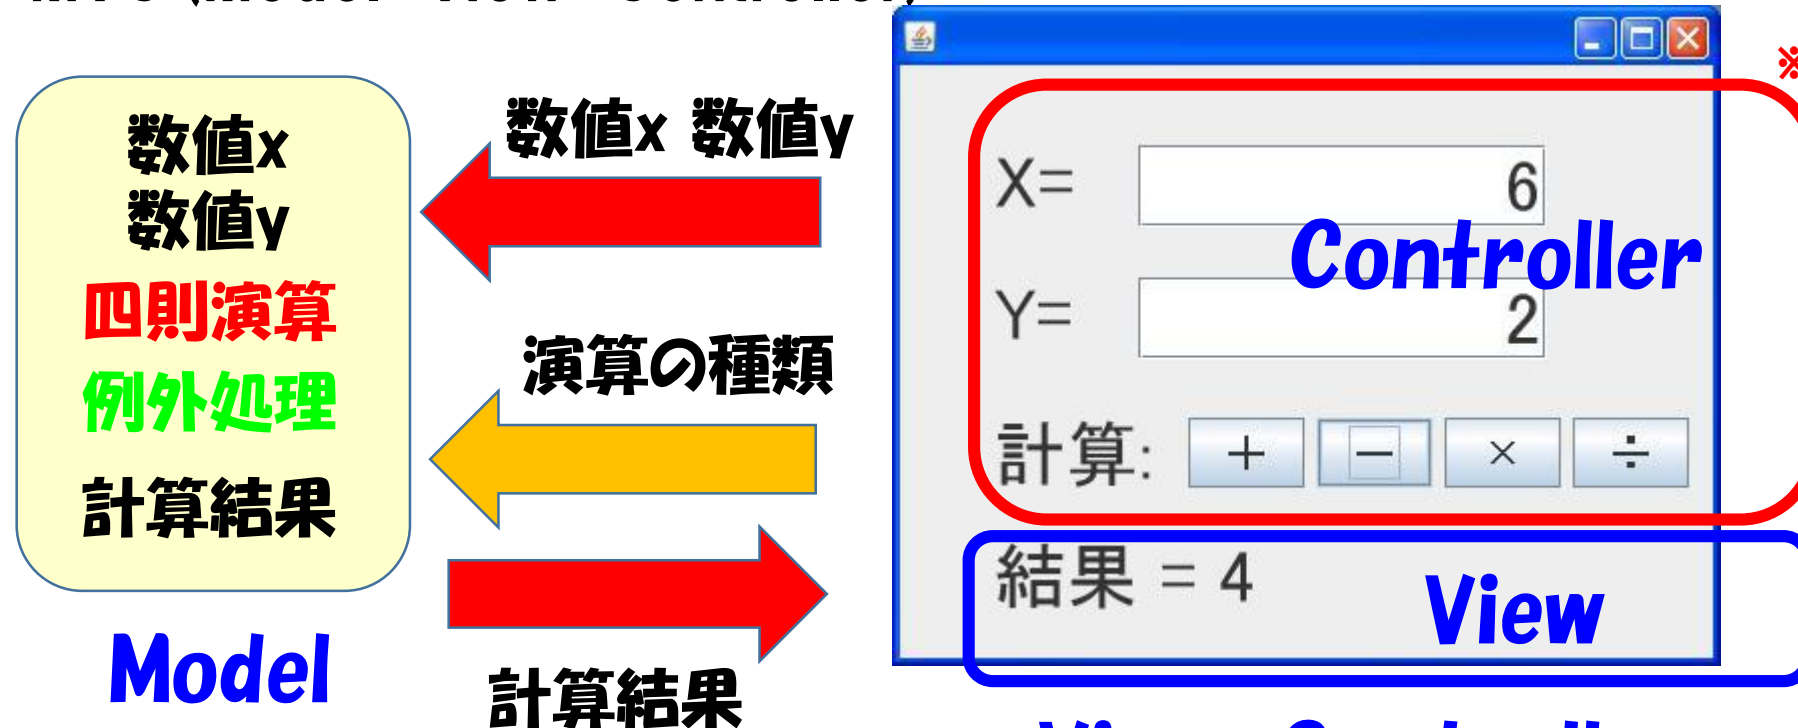 数値x
数値y
四則演算
例外処理
計算結果
Model
数値x 数値y
演算の種類
計算結果
※
X= 6
Y= 2
Controller
計算: + − × ÷
結果 = 4
View